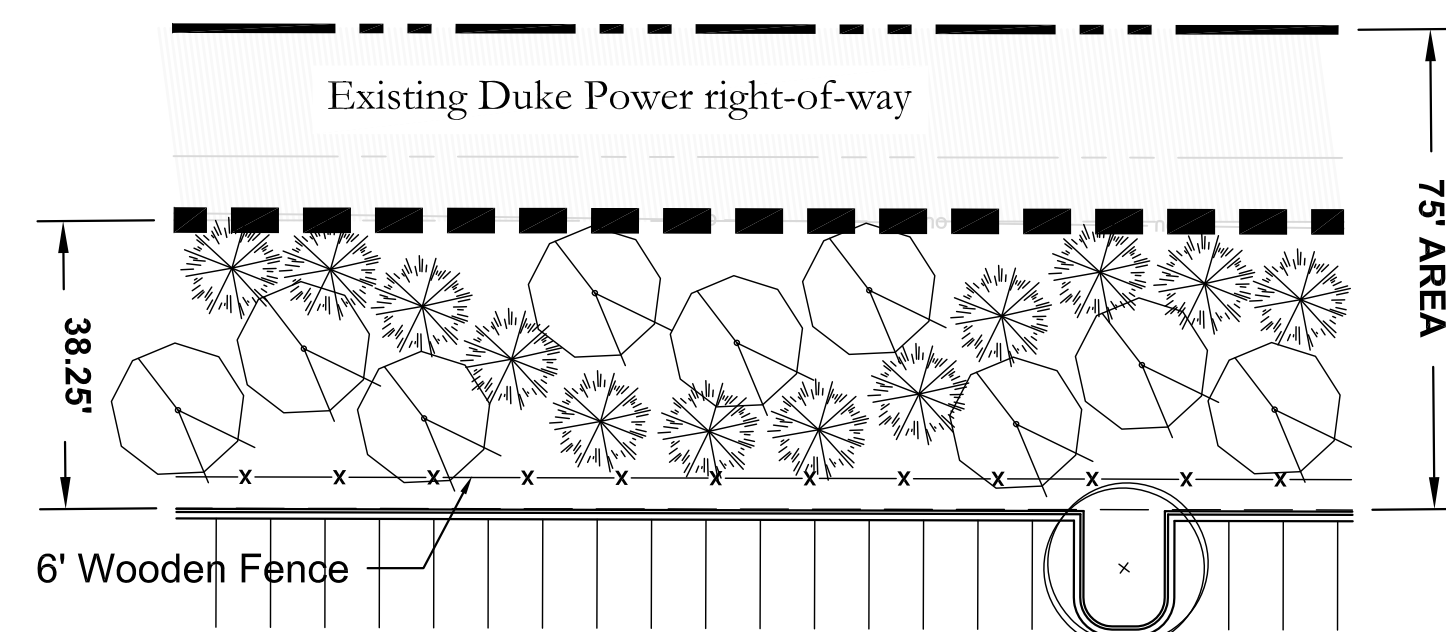 Existing Duke Power right-of-way
75' AREA
38.25'
X X X X X X X X X X X X
6' Wooden Fence